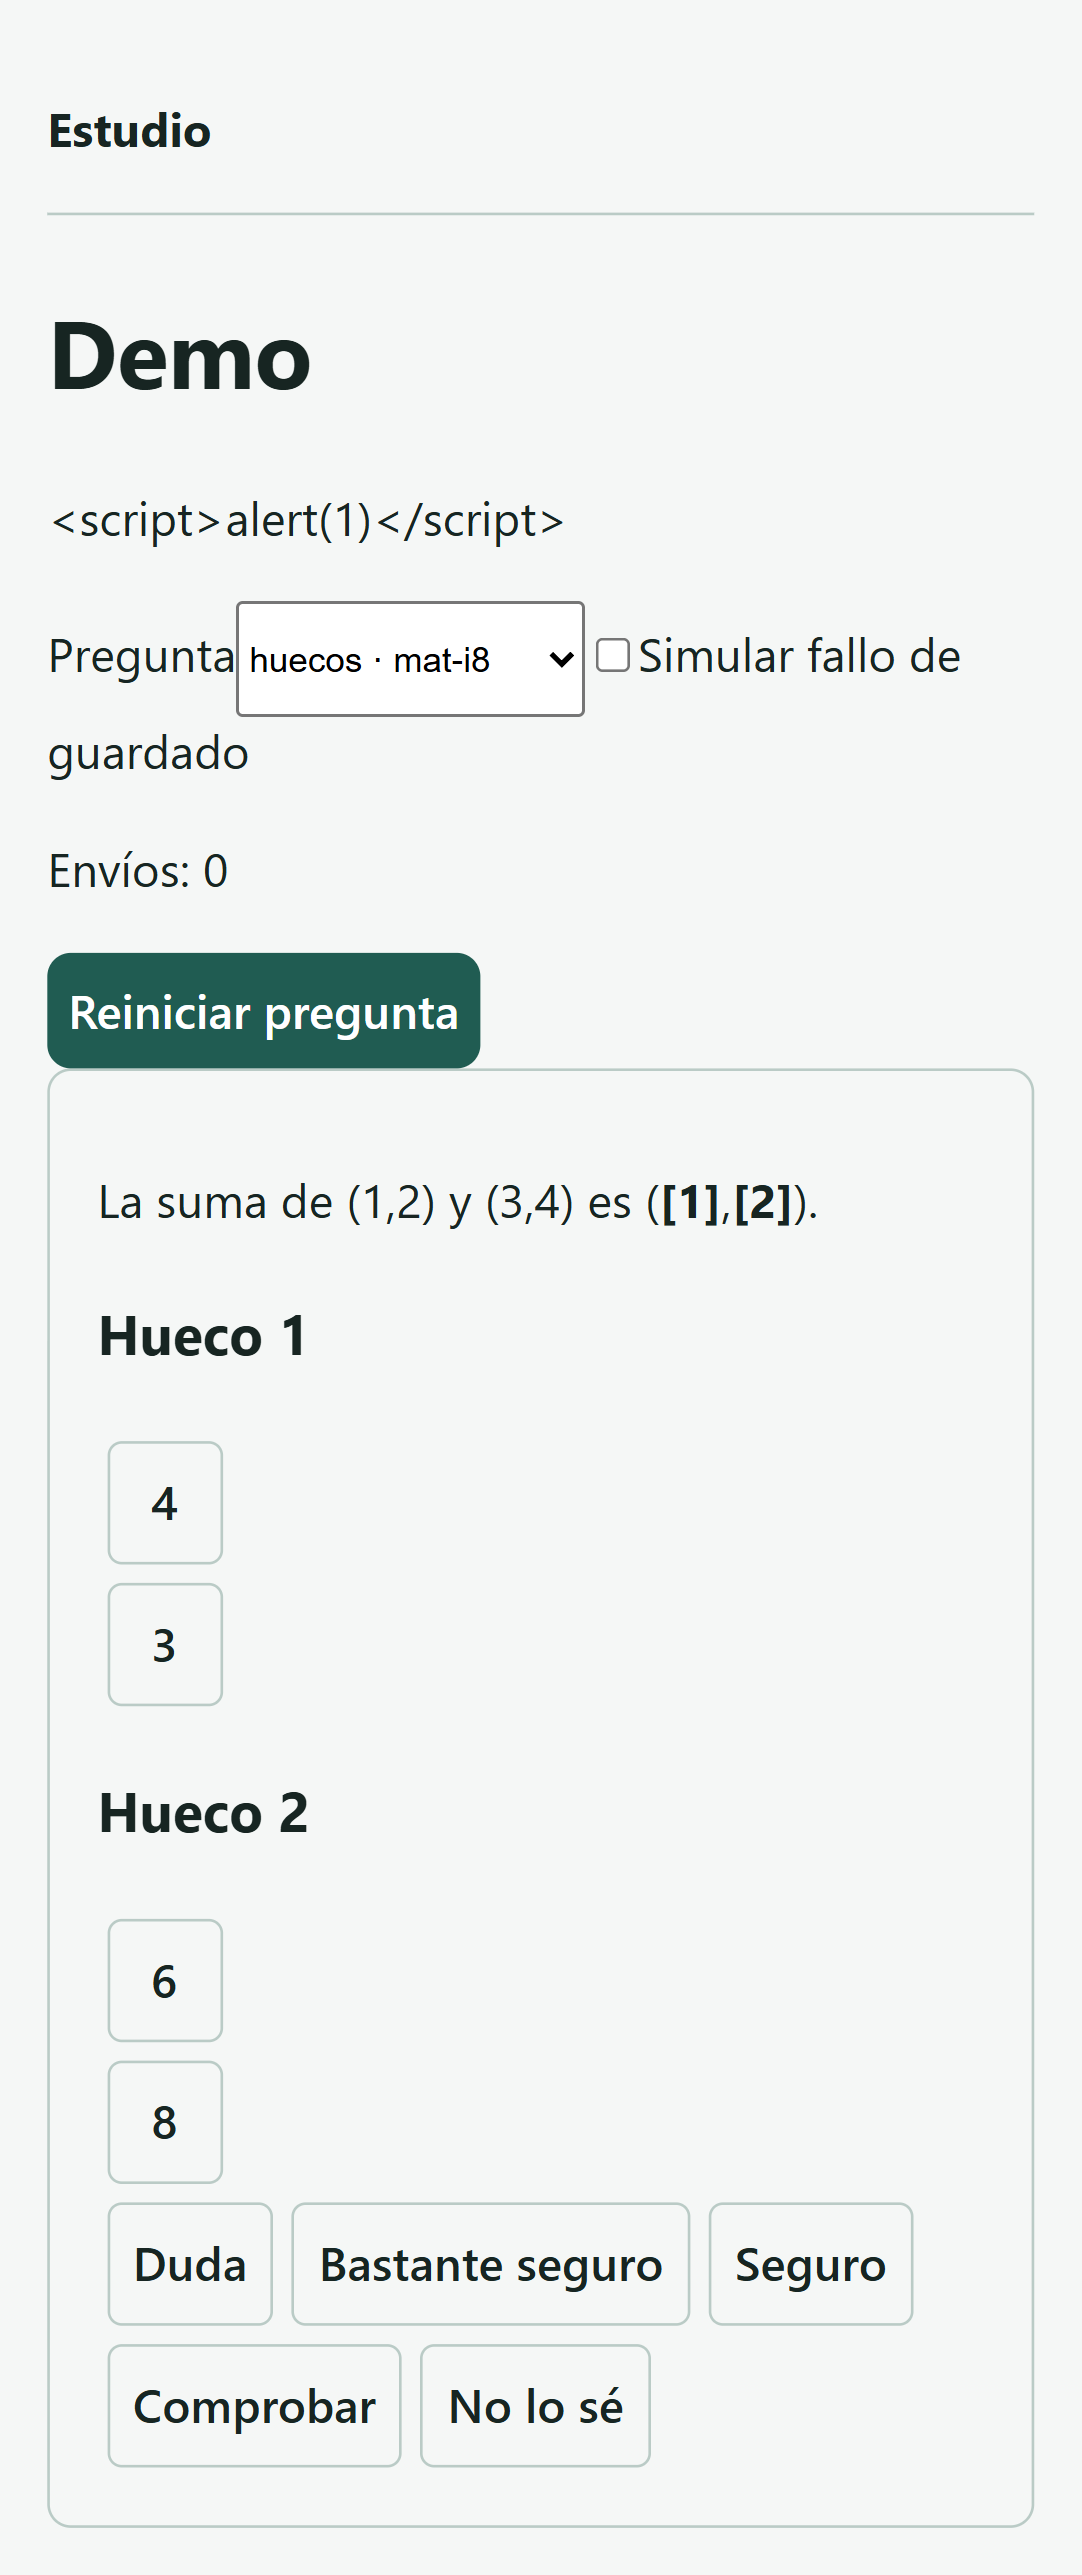 Estudio
Demo
<script>alert(1)</script>
Pregunta huecos · mat-i8 Simular fallo de
guardado
Envíos: 0
Reiniciar pregunta
La suma de (1,2) y (3,4) es ([1],[2]).
Hueco 1
4
3
Hueco 2
6
8
Duda Bastante seguro Seguro
Comprobar No lo sé